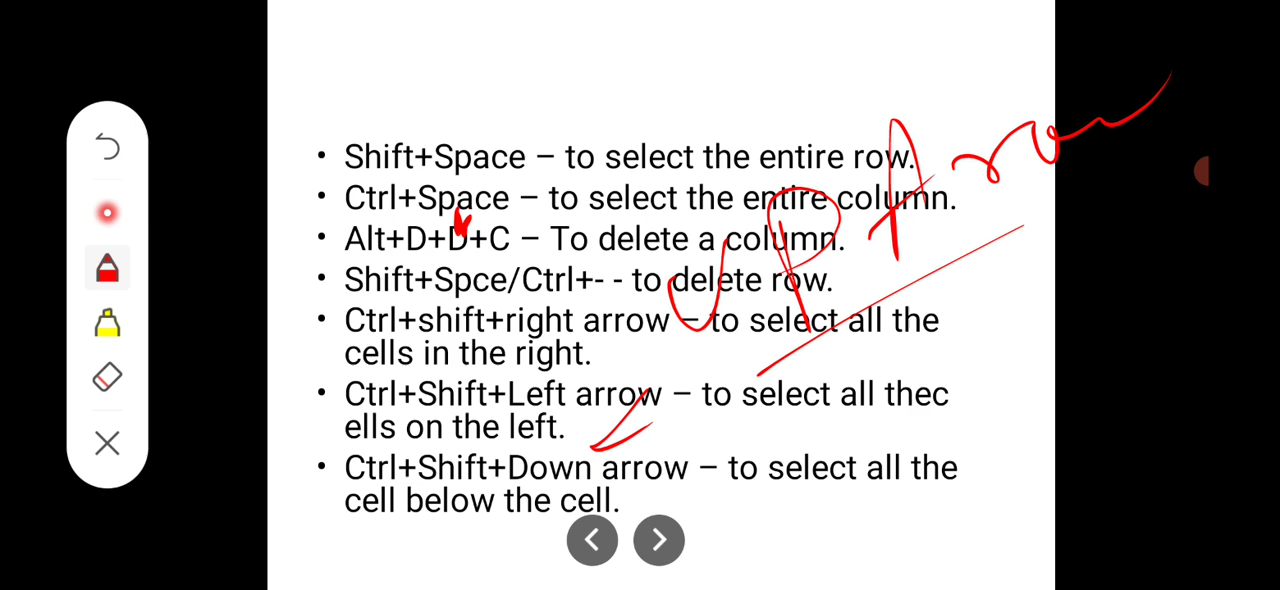 • Shift+Space – to select the entire row.
• Ctrl+Space – to select the entire column.
• Alt+D+D+C – To delete a column.
• Shift+Spce/Ctrl+- - to delete row.
• Ctrl+shift+right arrow – to select all the
cells in the right.
• Ctrl+Shift+Left arrow – to select all thec
ells on the left.
• Ctrl+Shift+Down arrow – to select all the
cell below the cell.
UP Arrow